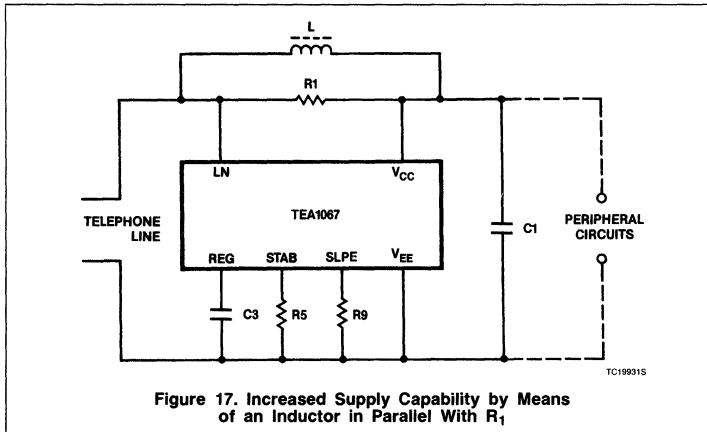 L
R1
LN
VCC
TEA1067
TELEPHONE
LINE
C1
PERIPHERAL
CIRCUITS
REG STAB SLPE VEE
C3
R5
R9
TC19931S
Figure 17. Increased Supply Capability by Means
of an Inductor in Parallel With R1